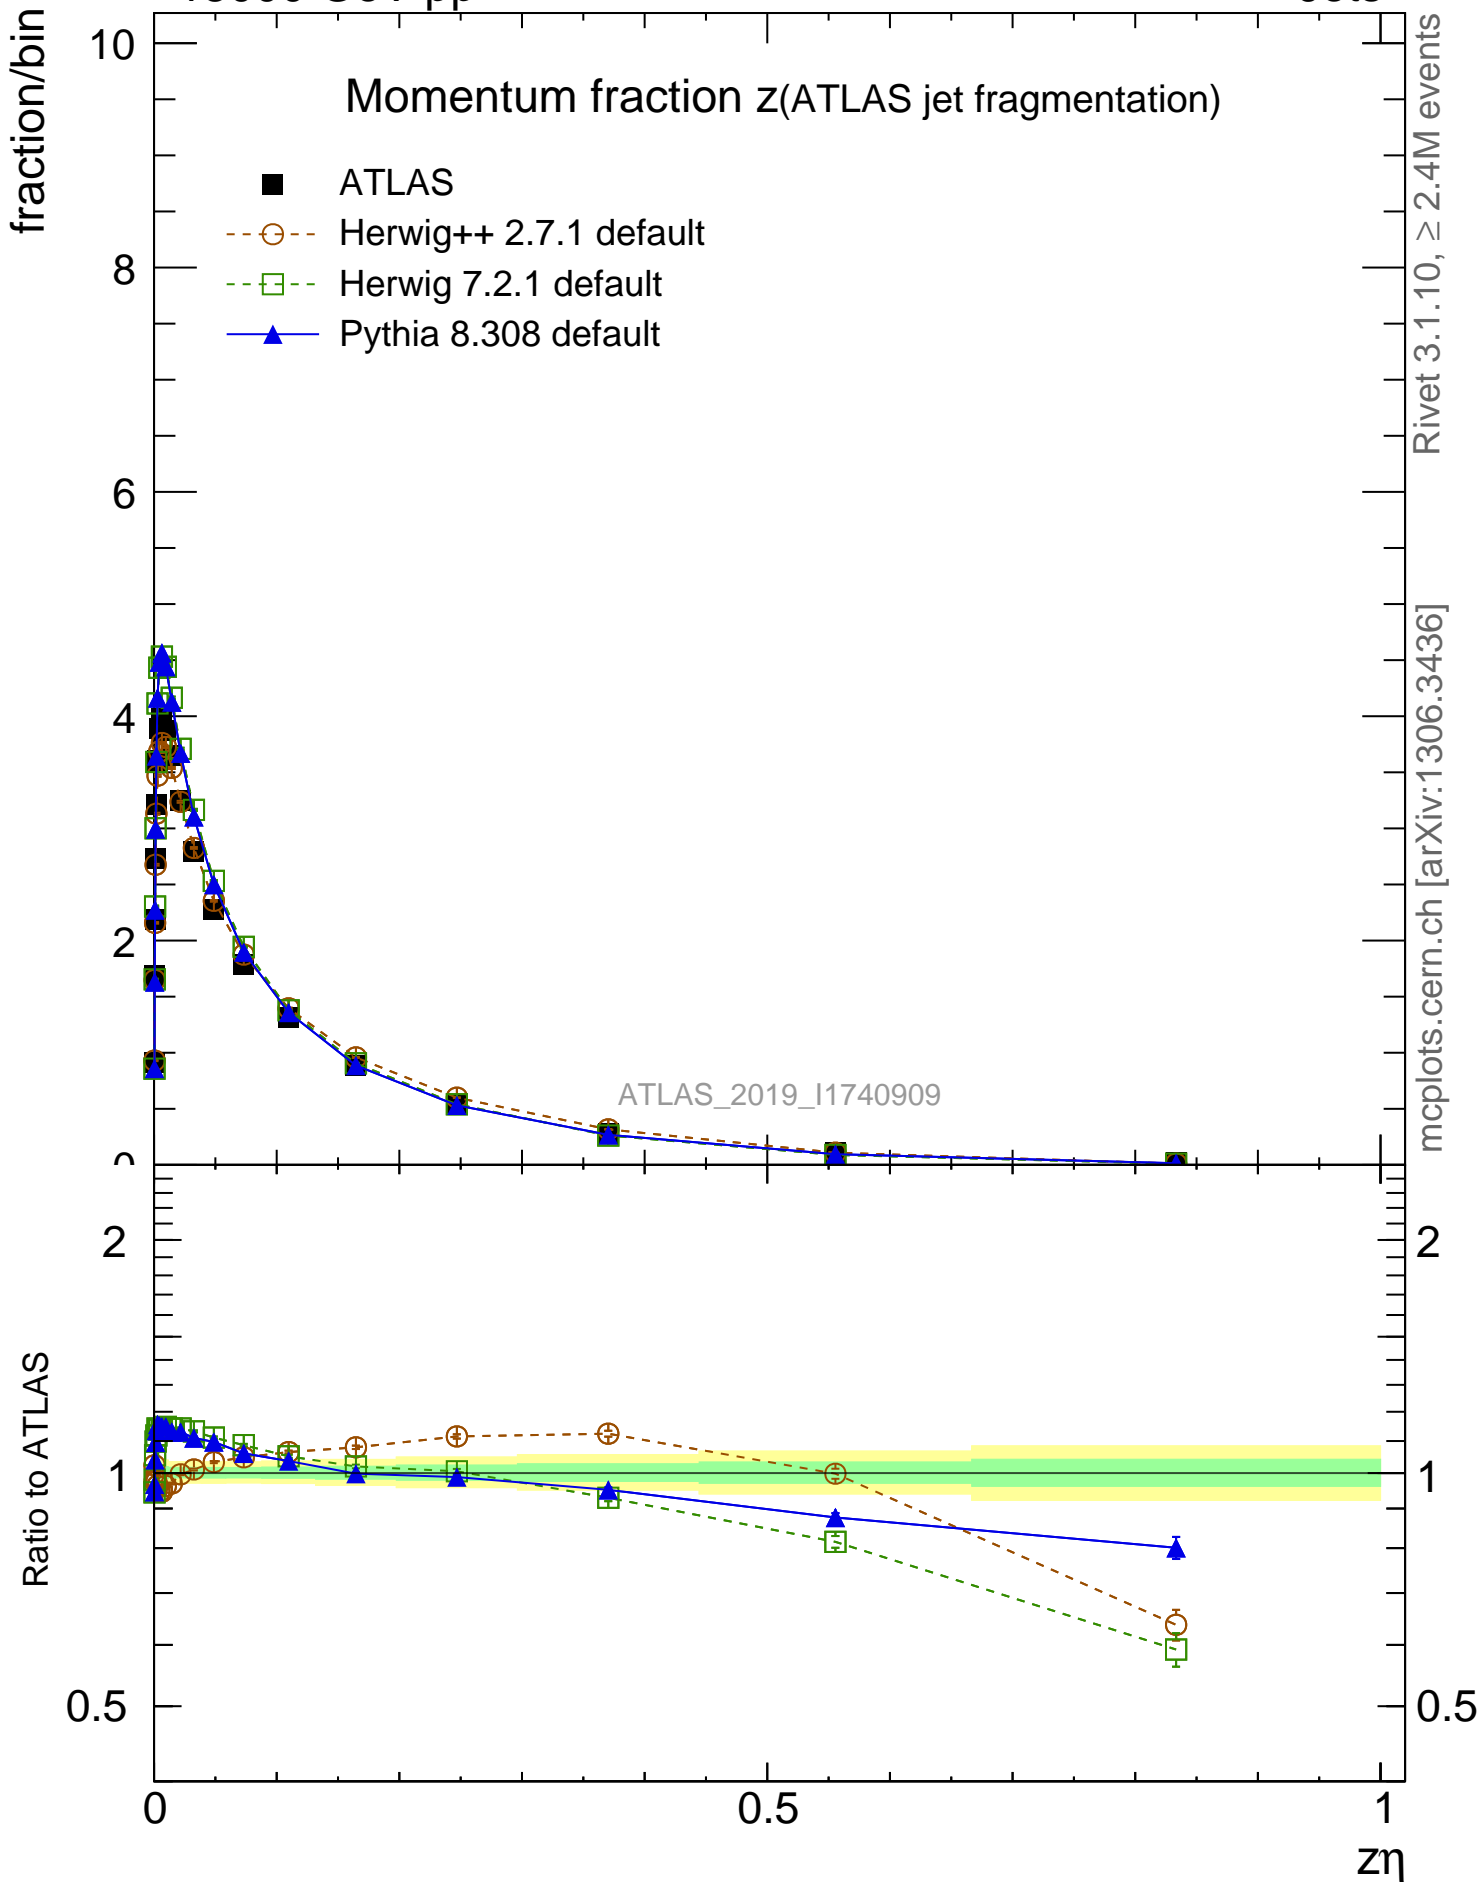 fraction/bin
Momentum fraction z(ATLAS jet fragmentation)
ATLAS
Herwig++ 2.7.1 default
Herwig 7.2.1 default
Pythia 8.308 default
10
8
6
4
2
0
ATLAS_2019_I1740909
Rivet 3.1.10, ≥ 2.4M events
mcplots.cern.ch [arXiv:1306.3436]
Ratio to ATLAS
2
1
0.5
2
1
0.5
0
0.5
1
zη